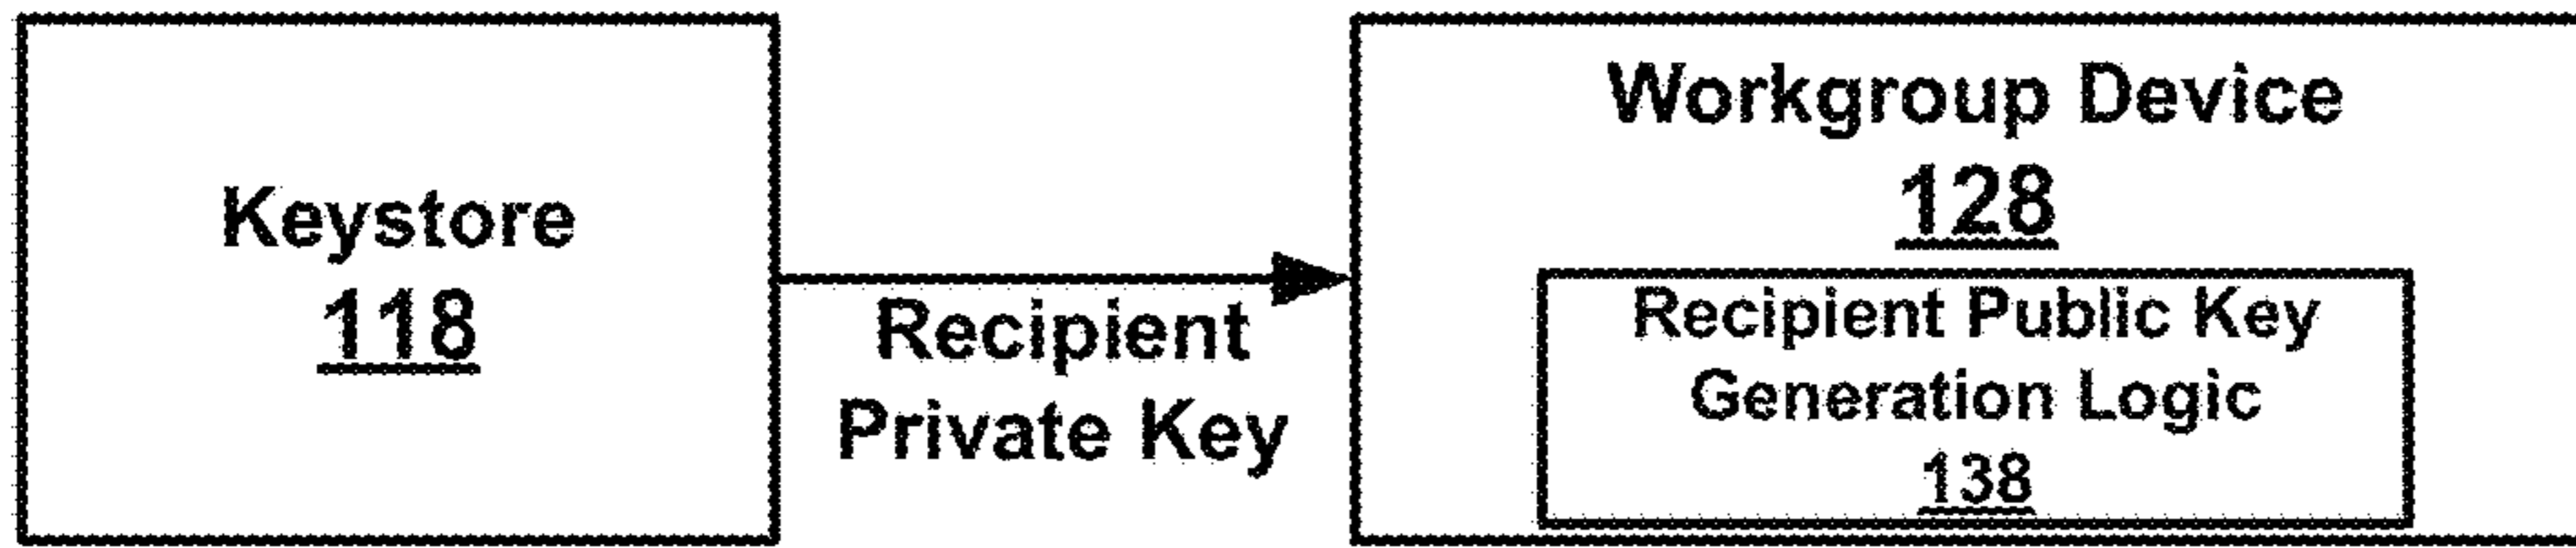 Keystore
118
Recipient
Private Key
Workgroup Device
128
Recipient Public Key
Generation Logic
138